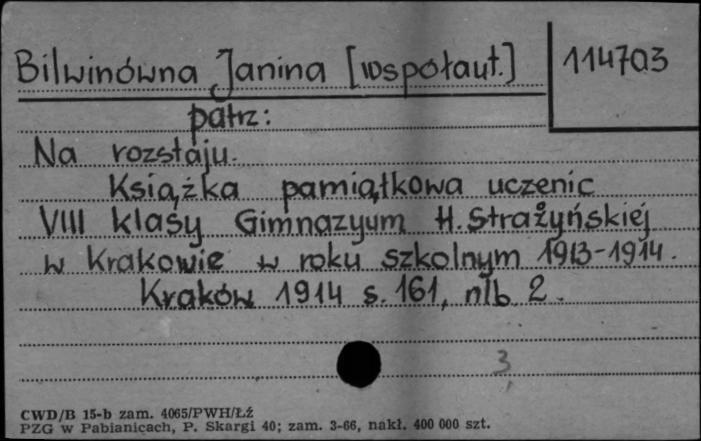 Bilwinówna Janina [współaut.] 114703
patrz:
Na rozstaju.
Książka pamiątkowa uczenic
VIII klasy Gimnazyum H. Strażyńskiej
w Krakowie w roku szkolnym 1913-1914.
Kraków 1914 s. 161, nlb 2.
3
CWD/B 15-b zam. 4065/PWH/Łź
PZG w Pabianicach, P. Skargi 40; zam. 3-66, nakł. 400 000 szt.